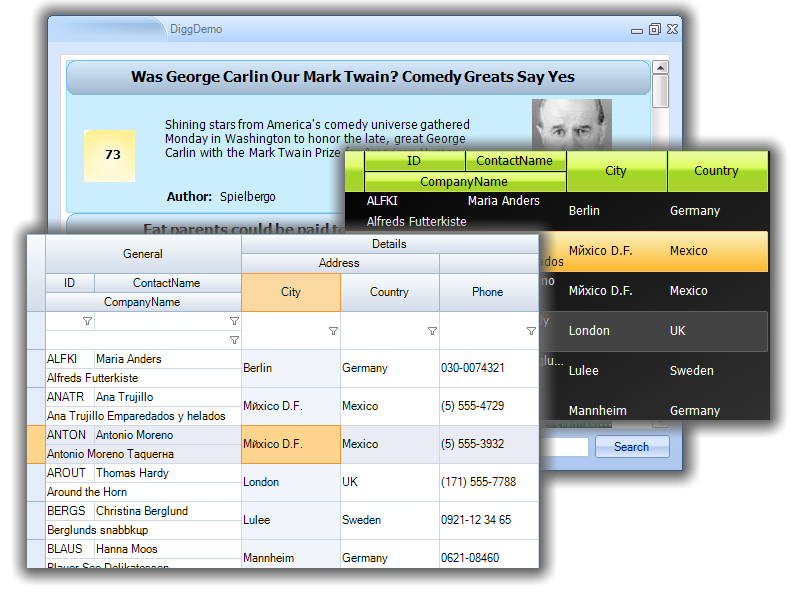 DiggDemo
Was George Carlin Our Mark Twain? Comedy Greats Say Yes
73
Shining stars from America's comedy universe gathered
Monday in Washington to honor the late, great George
Carlin with the Mark Twain Prize
Author: Spielbergo
Fat parents could be paid to
Search
ID ContactName City Country
CompanyName
ALFKI Maria Anders
Alfreds Futterkiste
Berlin Germany
Mйxico D.F. Mexico
Mйxico D.F. Mexico
London UK
Lulee Sweden
Mannheim Germany
General Details
Address
ID ContactName City Country Phone
CompanyName
ALFKI Maria Anders
Alfreds Futterkiste
Berlin Germany 030-0074321
ANATR Ana Trujillo
Ana Trujillo Emparedados y helados
Mйxico D.F. Mexico (5) 555-4729
ANTON Antonio Moreno
Antonio Moreno Taquerнa
Mйxico D.F. Mexico (5) 555-3932
AROUT Thomas Hardy
Around the Horn
London UK (171) 555-7788
BERGS Christina Berglund
Berglunds snabbkцp
Lulee Sweden 0921-12 34 65
BLAUS Hanna Moos
Blauer See Delikatessen
Mannheim Germany 0621-08460